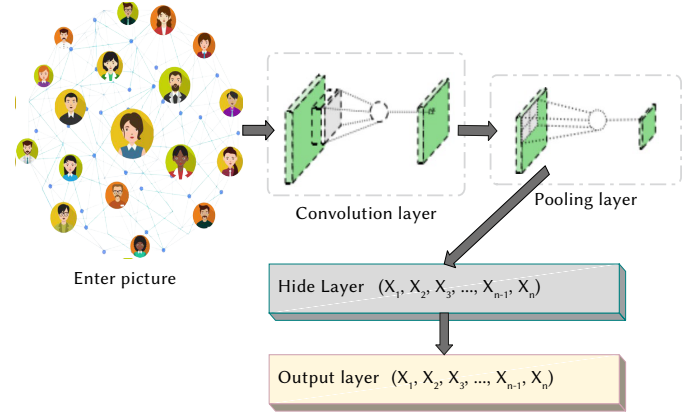 Enter picture
Convolution layer
Pooling layer
Hide Layer (X₁, X₂, X₃, ..., Xₙ₋₁, Xₙ)
Output layer (X₁, X₂, X₃, ..., Xₙ₋₁, Xₙ)